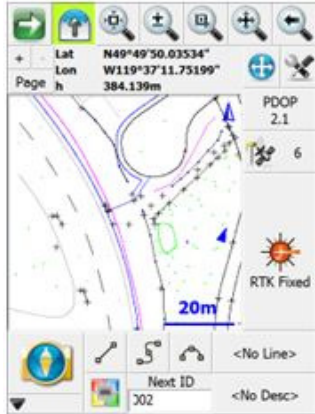 Lat N49°49'50.03534"
Lon W119°37'11.75199"
h 384.139m
+ -
Page
PDOP
2.1
6
RTK Fixed
20m
<No Line>
Next ID
002
<No Desc>